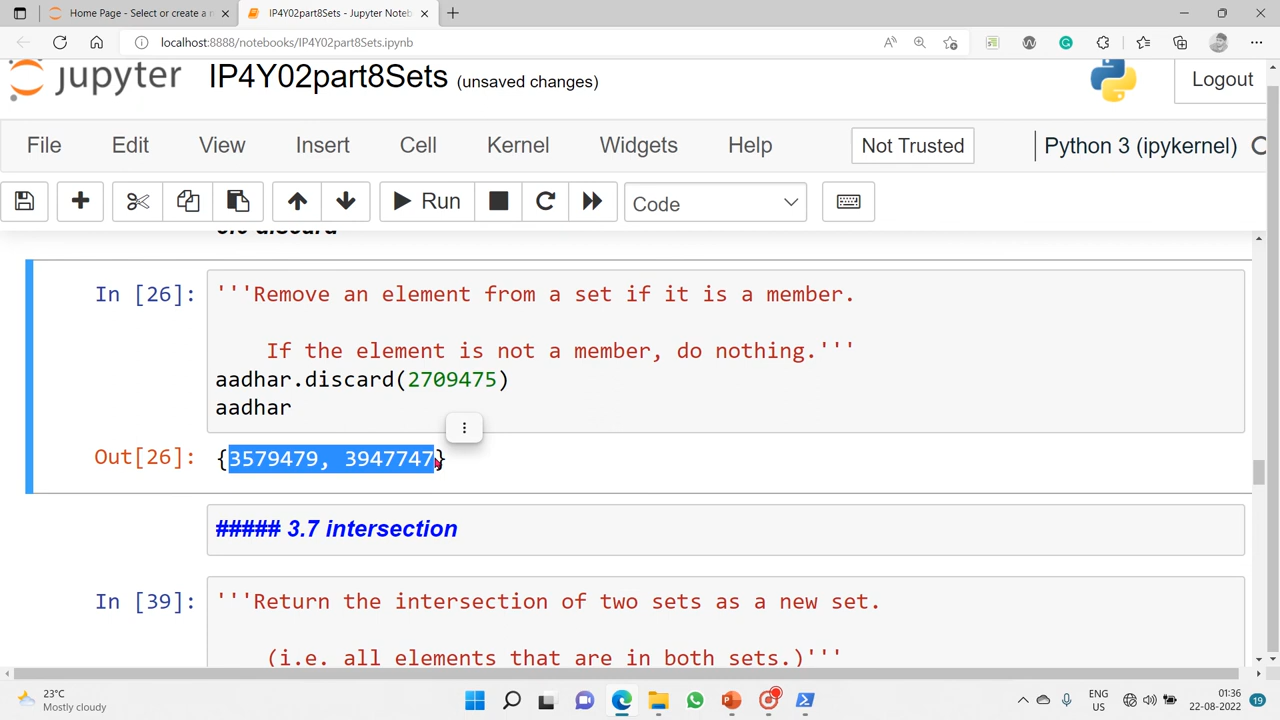 Home Page - Select or create a n
IP4Y02part8Sets - Jupyter Noteb
localhost:8888/notebooks/IP4Y02part8Sets.ipynb
jupyter IP4Y02part8Sets (unsaved changes)
Logout
File Edit View Insert Cell Kernel Widgets Help
Not Trusted
Python 3 (ipykernel)
Run
Code
In [26]:
'''Remove an element from a set if it is a member.
If the element is not a member, do nothing.'''
aadhar.discard(2709475)
aadhar
Out[26]: {3579479, 3947747}
##### 3.7 intersection
In [39]:
'''Return the intersection of two sets as a new set.
(i.e. all elements that are in both sets.)'''
23°C
Mostly cloudy
ENG
US
01:36
22-08-2022
19